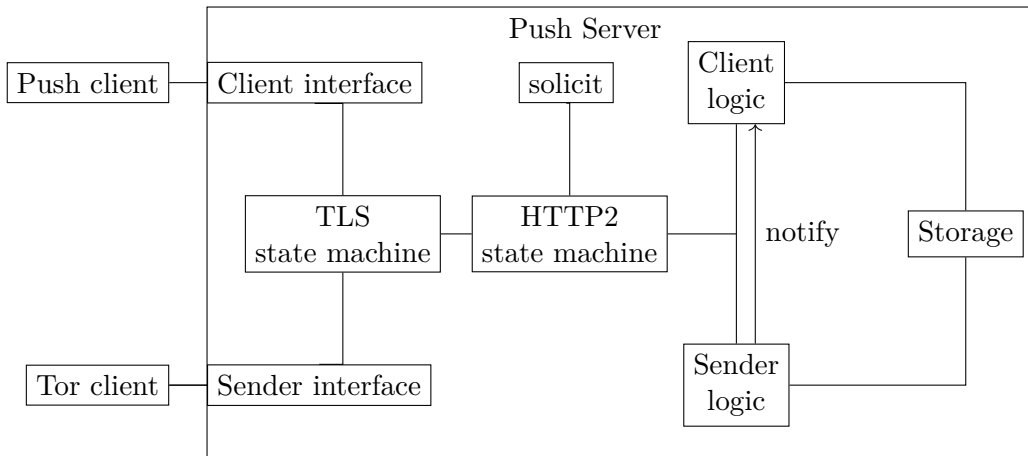 Push Server
Push client
Client interface
solicit
Client
logic
TLS
state machine
HTTP2
state machine
notify
Storage
Tor client
Sender interface
Sender
logic